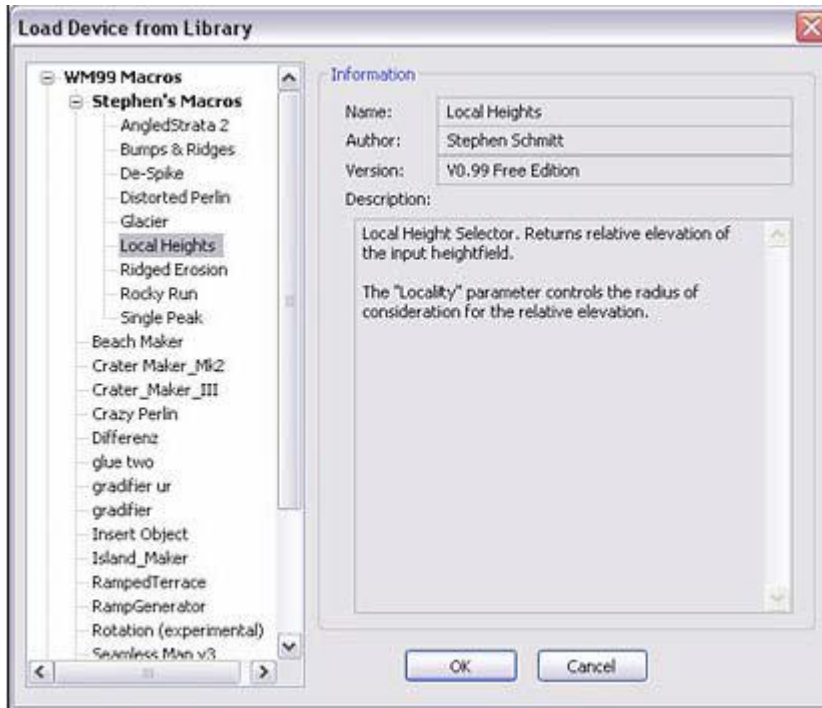 Load Device from Library
WM99 Macros
Stephen's Macros
AngledStrata 2
Bumps & Ridges
De-Spike
Distorted Perlin
Glacier
Local Heights
Ridged Erosion
Rocky Run
Single Peak
Beach Maker
Crater Maker_Mk2
Crater_Maker_III
Crazy Perlin
Differenz
glue two
gradifier ur
gradifier
Insert Object
Island_Maker
RampedTerrace
RampGenerator
Rotation (experimental)
Seamless Map v3
Information
Name: Local Heights
Author: Stephen Schmitt
Version: V0.99 Free Edition
Description:
Local Height Selector. Returns relative elevation of
the input heightfield.
The "Locality" parameter controls the radius of
consideration for the relative elevation.
OK Cancel